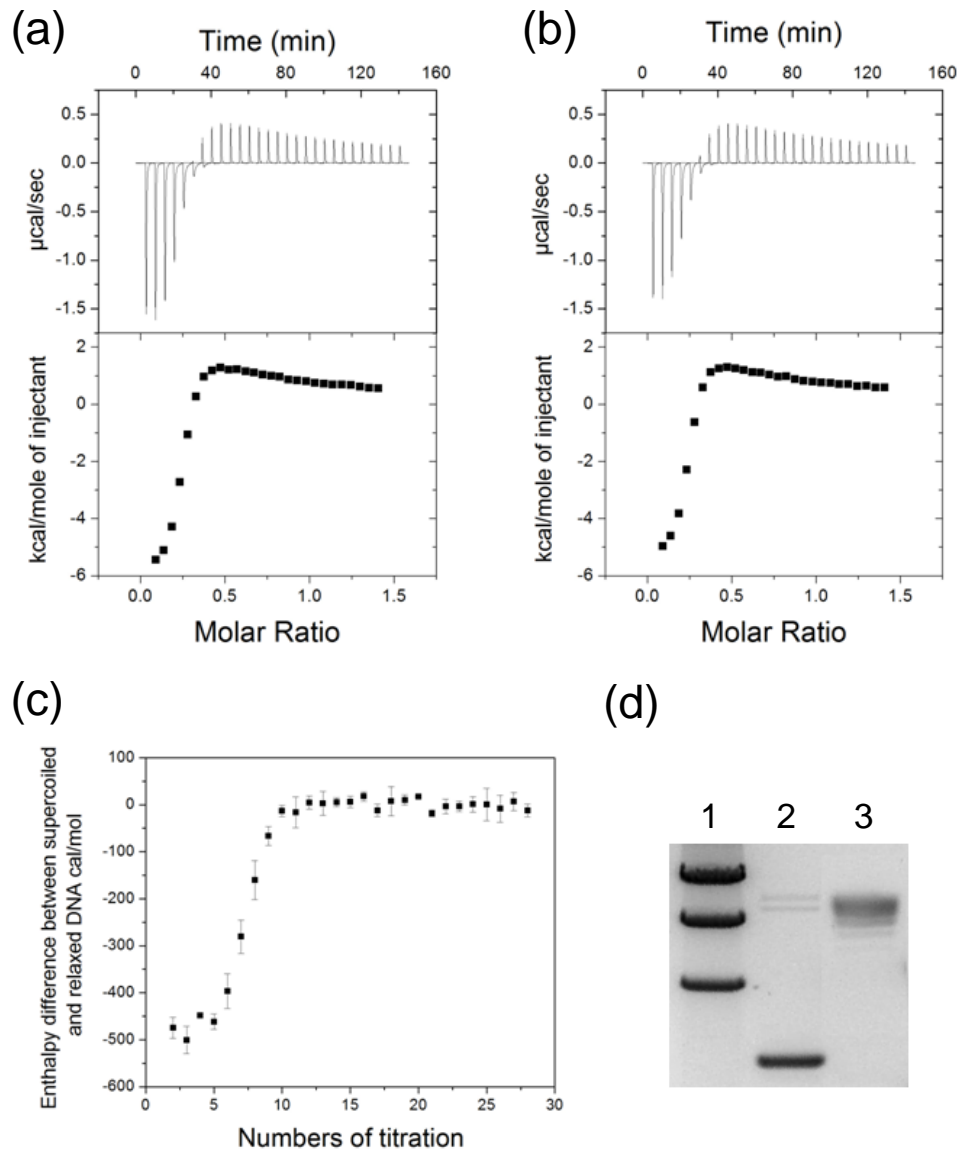 (a)
Time (min)
0 40 80 120 160
0.5
0.0
-0.5
-1.0
-1.5
µcal/sec
2
0
-2
-4
-6
kcal/mole of injectant
0.0 0.5 1.0 1.5
Molar Ratio
(b)
Time (min)
0 40 80 120 160
0.5
0.0
-0.5
-1.0
-1.5
µcal/sec
2
0
-2
-4
-6
kcal/mole of injectant
0.0 0.5 1.0 1.5
Molar Ratio
(c)
Enthalpy difference between supercoiled
and relaxed DNA cal/mol
100
0
-100
-200
-300
-400
-500
-600
0 5 10 15 20 25 30
Numbers of titration
(d)
1 2 3